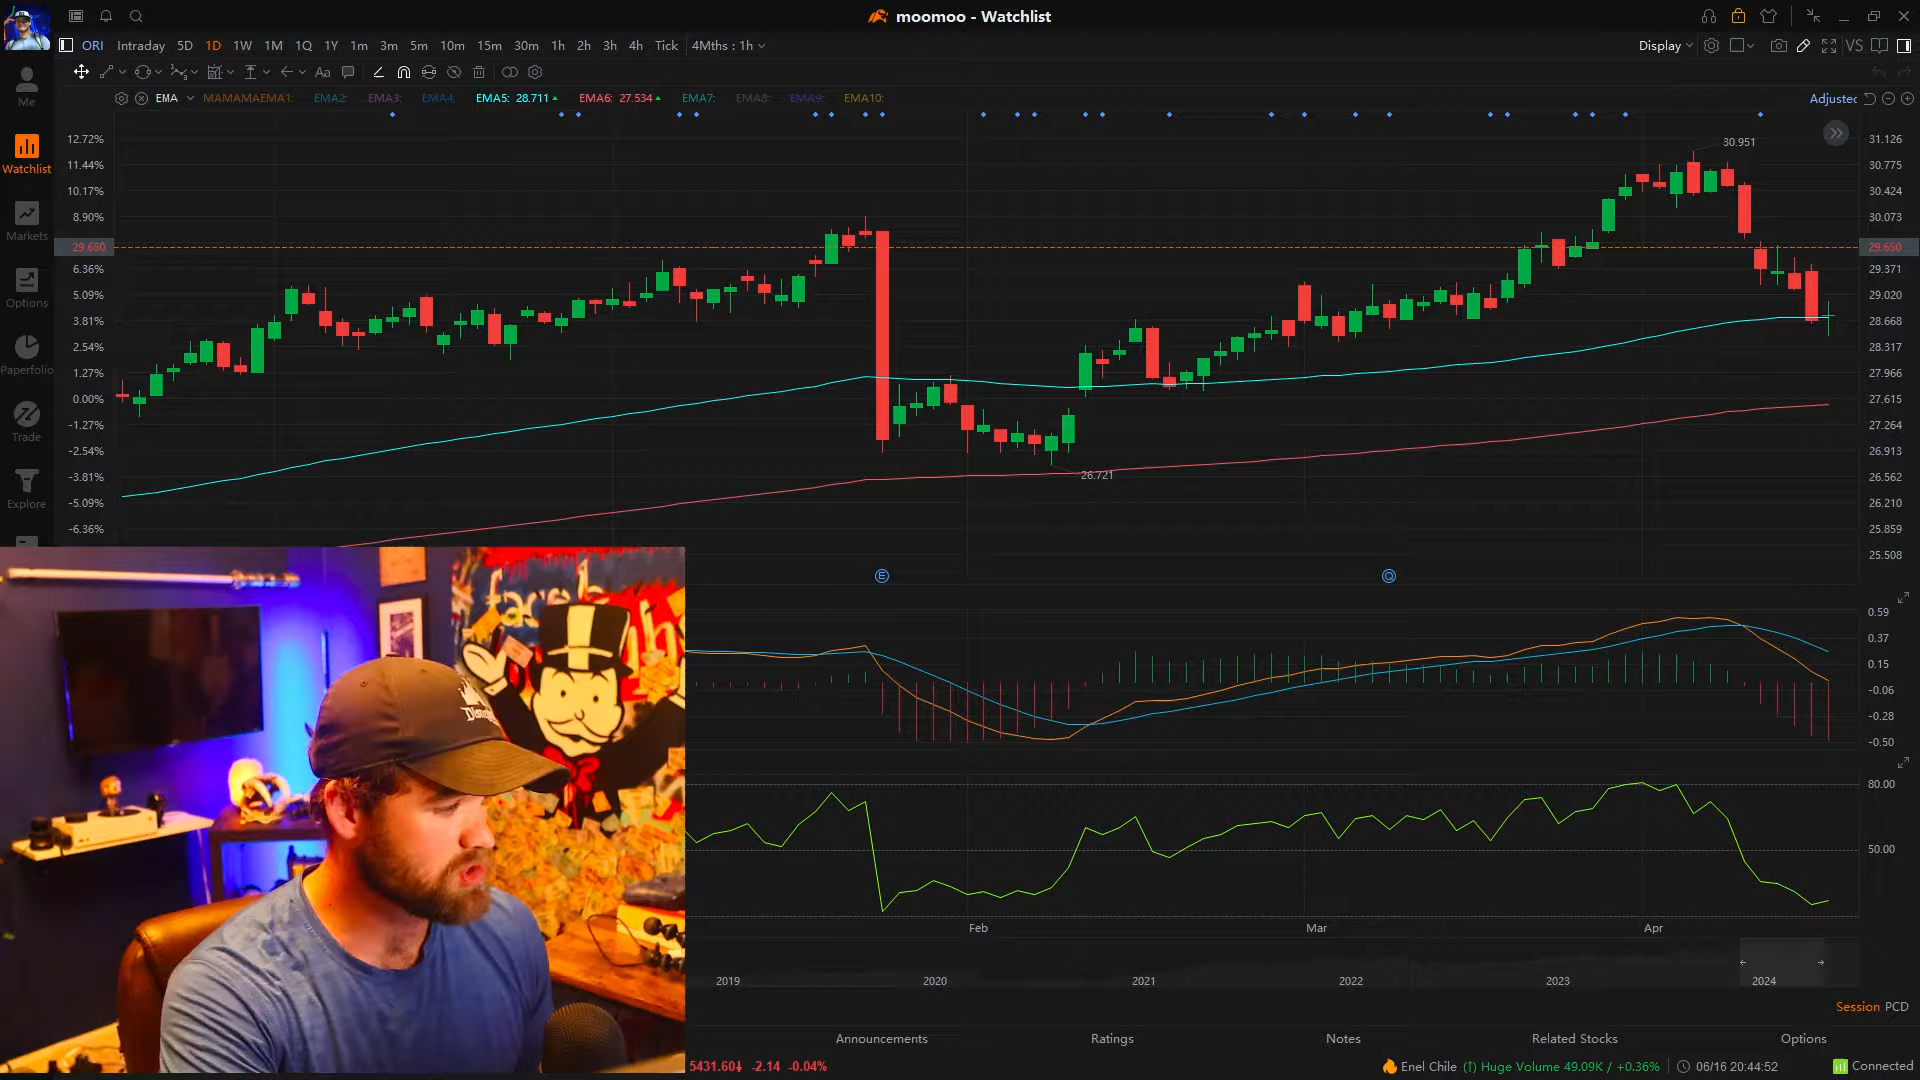 moomoo - Watchlist
ORI Intraday 5D 1D 1W 1M 1Q 1Y 1m 3m 5m 10m 15m 30m 1h 2h 3h 4h Tick 4Mths : 1h
Display
VS
Aa
EMA MAMAMAEMA1: EMA2: EMA3: EMA4: EMA5: 28.711 EMA6: 27.534 EMA7: EMA8: EMA9: EMA10:
Adjusted
Me
Watchlist
Markets
Options
Paperfolio
Trade
Explore
12.72%
11.44%
10.17%
8.90%
29.650
6.36%
5.09%
3.81%
2.54%
1.27%
0.00%
-1.27%
-2.54%
-3.81%
-5.09%
-6.36%
30.951
26.721
31.126
30.775
30.424
30.073
29.650
29.371
29.020
28.668
28.317
27.966
27.615
27.264
26.913
26.562
26.210
25.859
25.508
E
Q
0.59
0.37
0.15
-0.06
-0.28
-0.50
80.00
50.00
Feb Mar Apr
2019 2020 2021 2022 2023 2024
Session PCD
Announcements Ratings Notes Related Stocks Options
5431.60 -2.14 -0.04%
Enel Chile (↑) Huge Volume 49.09K / +0.36%
06/16 20:44:52
Connected